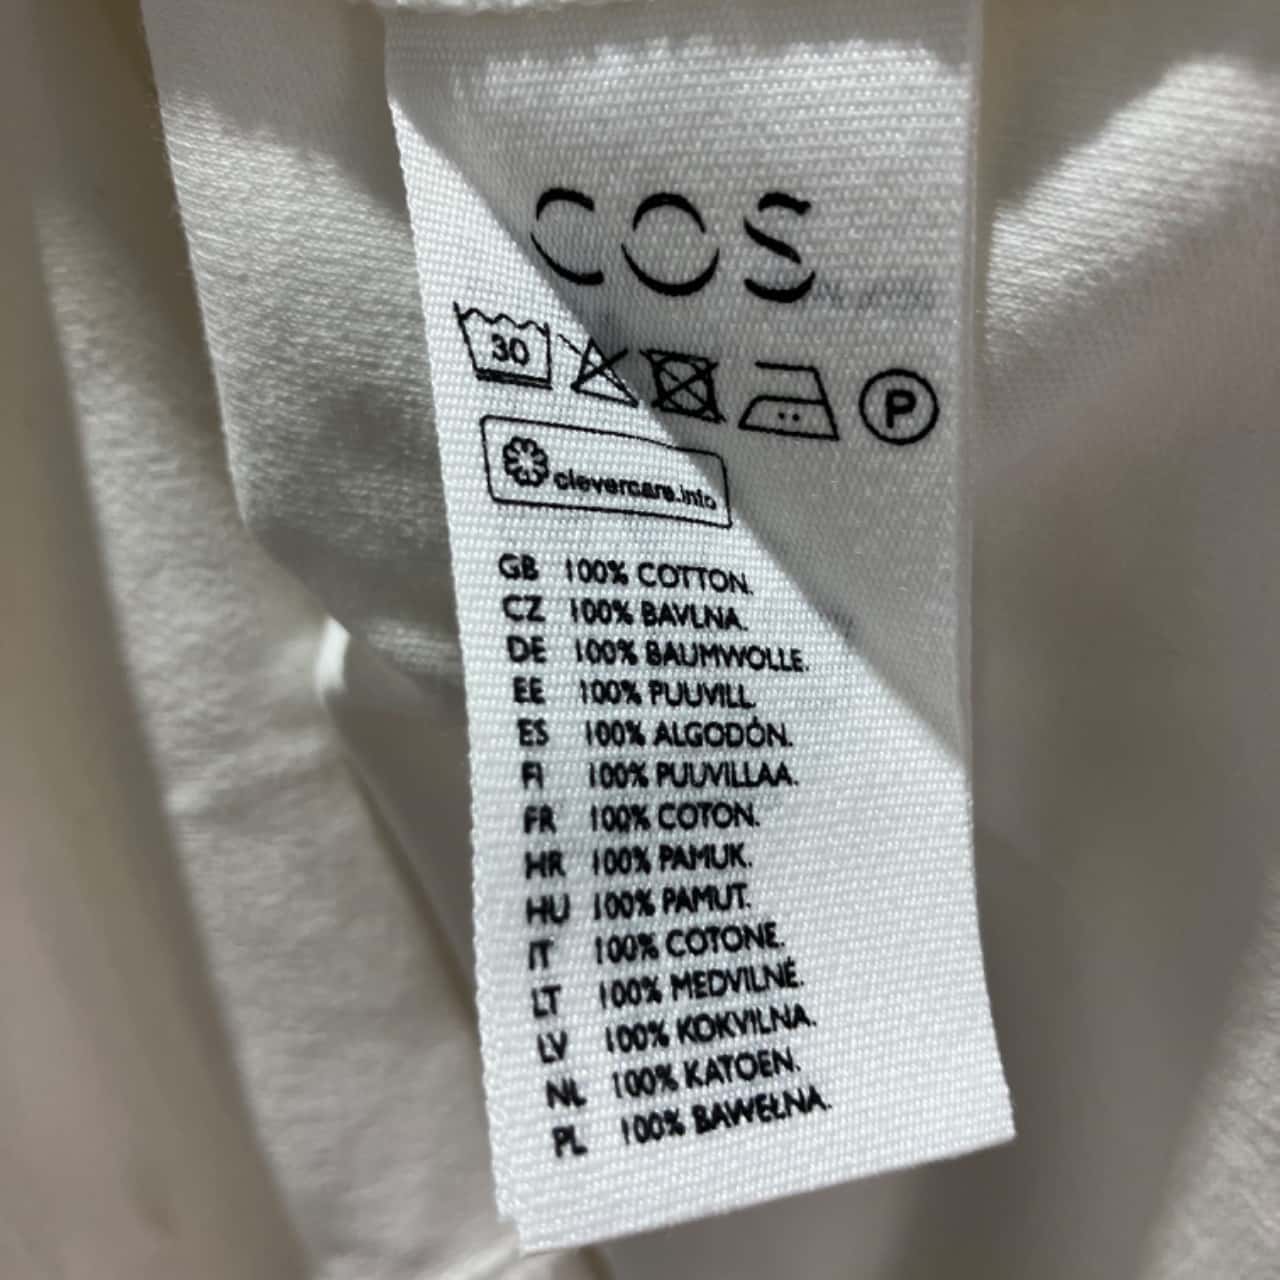 COS
30
P
clevercare.info
GB 100% COTTON.
CZ 100% BAVLNA.
DE 100% BAUMWOLLE.
EE 100% PUUVILL
ES 100% ALGODÓN.
FI 100% PUUVILLAA.
FR 100% COTON.
HR 100% PAMUK.
HU 100% PAMUT.
IT 100% COTONE.
LT 100% MEDVILNĖ.
LV 100% KOKVILNA.
NL 100% KATOEN.
PL 100% BAWEŁNA.